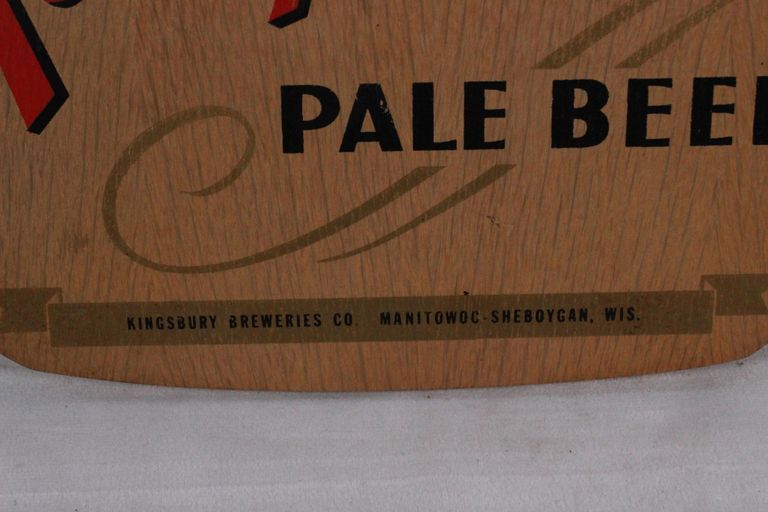 PALE BEE
KINGSBURY BREWERIES CO. MANITOWOC-SHEBOYGAN, WIS.